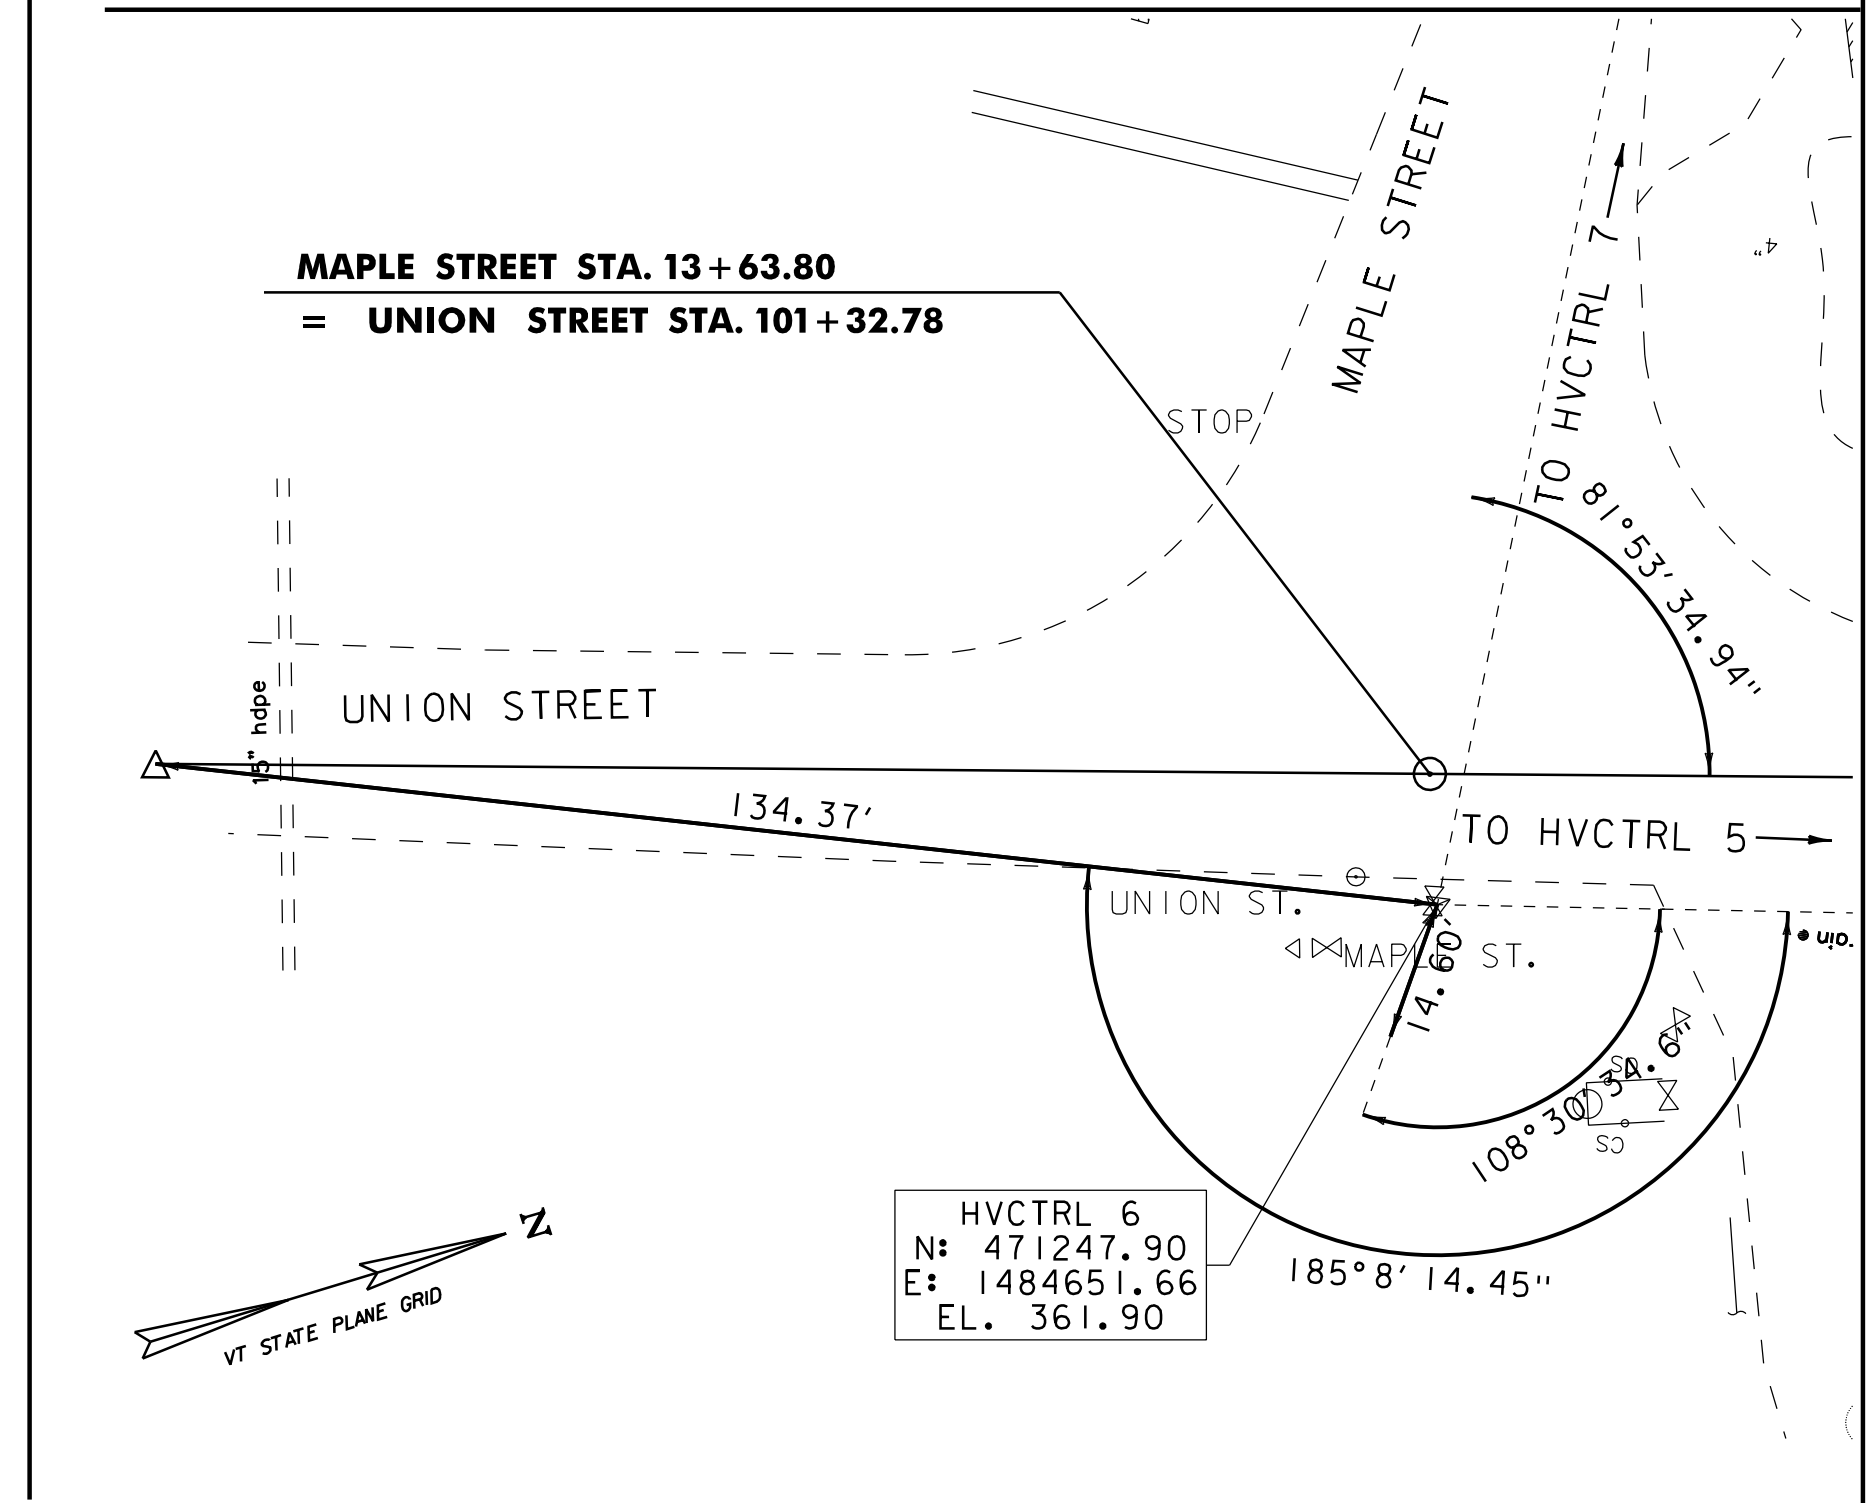 MAPLE STREET STA. 13+63.80
= UNION STREET STA. 101+32.78
MAPLE STREET
TO HVCTRL 7
4"
STOP
81°53'34.94"
15" hdpe
UNION STREET
134.37'
TO HVCTRL 5
UNION ST.
MAPLE ST.
14.60'
108°30'34.6"
SD
CS
185°8'14.45"
HVCTRL 6
N: 471247.90
E: 1484651.66
EL. 361.90
N
VT STATE PLANE GRID